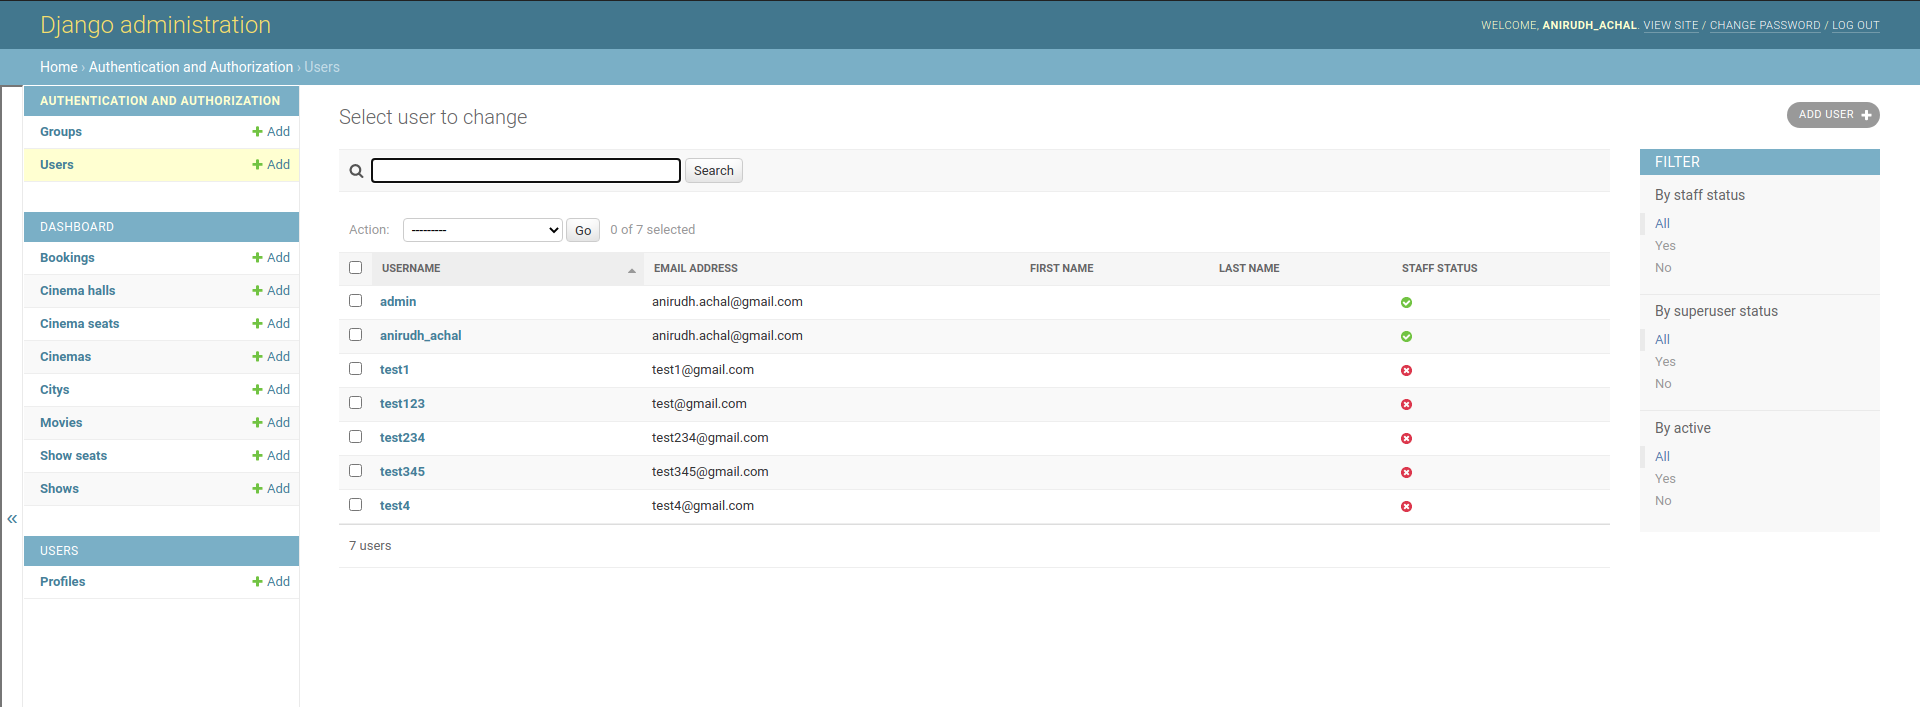 Django administration
WELCOME, ANIRUDH_ACHAL. VIEW SITE / CHANGE PASSWORD / LOG OUT
Home › Authentication and Authorization › Users
AUTHENTICATION AND AUTHORIZATION
Groups + Add
Users + Add
DASHBOARD
Bookings + Add
Cinema halls + Add
Cinema seats + Add
Cinemas + Add
Citys + Add
Movies + Add
Show seats + Add
Shows + Add
«
USERS
Profiles + Add
Select user to change
ADD USER +
Search
Action: --------- Go 0 of 7 selected
USERNAME EMAIL ADDRESS FIRST NAME LAST NAME STAFF STATUS
admin anirudh.achal@gmail.com
anirudh_achal anirudh.achal@gmail.com
test1 test1@gmail.com
test123 test@gmail.com
test234 test234@gmail.com
test345 test345@gmail.com
test4 test4@gmail.com
7 users
FILTER
By staff status
All
Yes
No
By superuser status
All
Yes
No
By active
All
Yes
No